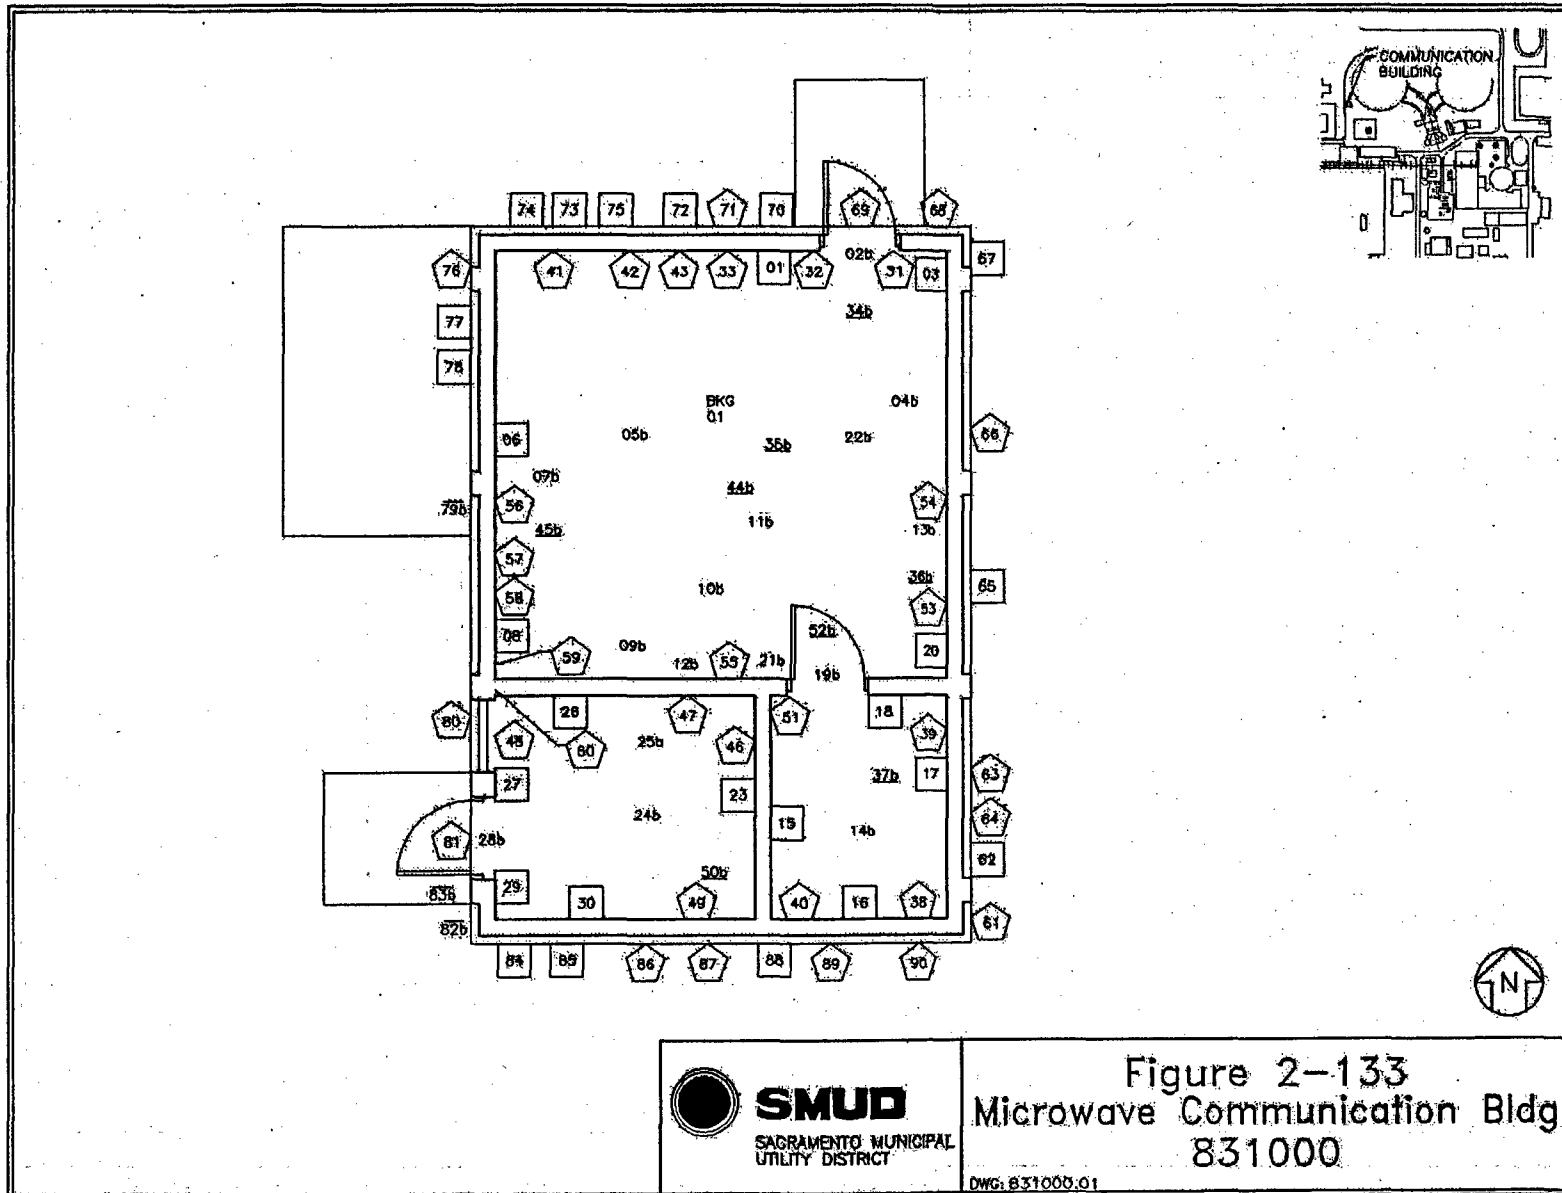 COMMUNICATION
BUILDING
74 73 75 72 71 70 69 68
76 41 42 43 33 01 32 02b 31 03 67
77 34b
78
BKG 04b
01
06 05b 35b 22b 66
07b 44b
79b 56 54
45b 11b 13b
57
36b
58 10b 53 65
08 52b
59 09b 12b 55 21b 20
19b
80 26 47 51 18
48 60 25b 46 39
27 23 37b 17 63
24b 15 14b 64
81 28b
62
83b 29 50b
30 49 40 16 38
82b 61
84 85 86 87 88 89 90
N
SMUD
SACRAMENTO MUNICIPAL
UTILITY DISTRICT
Figure 2-133
Microwave Communication Bldg
831000
DWG: 831000.01